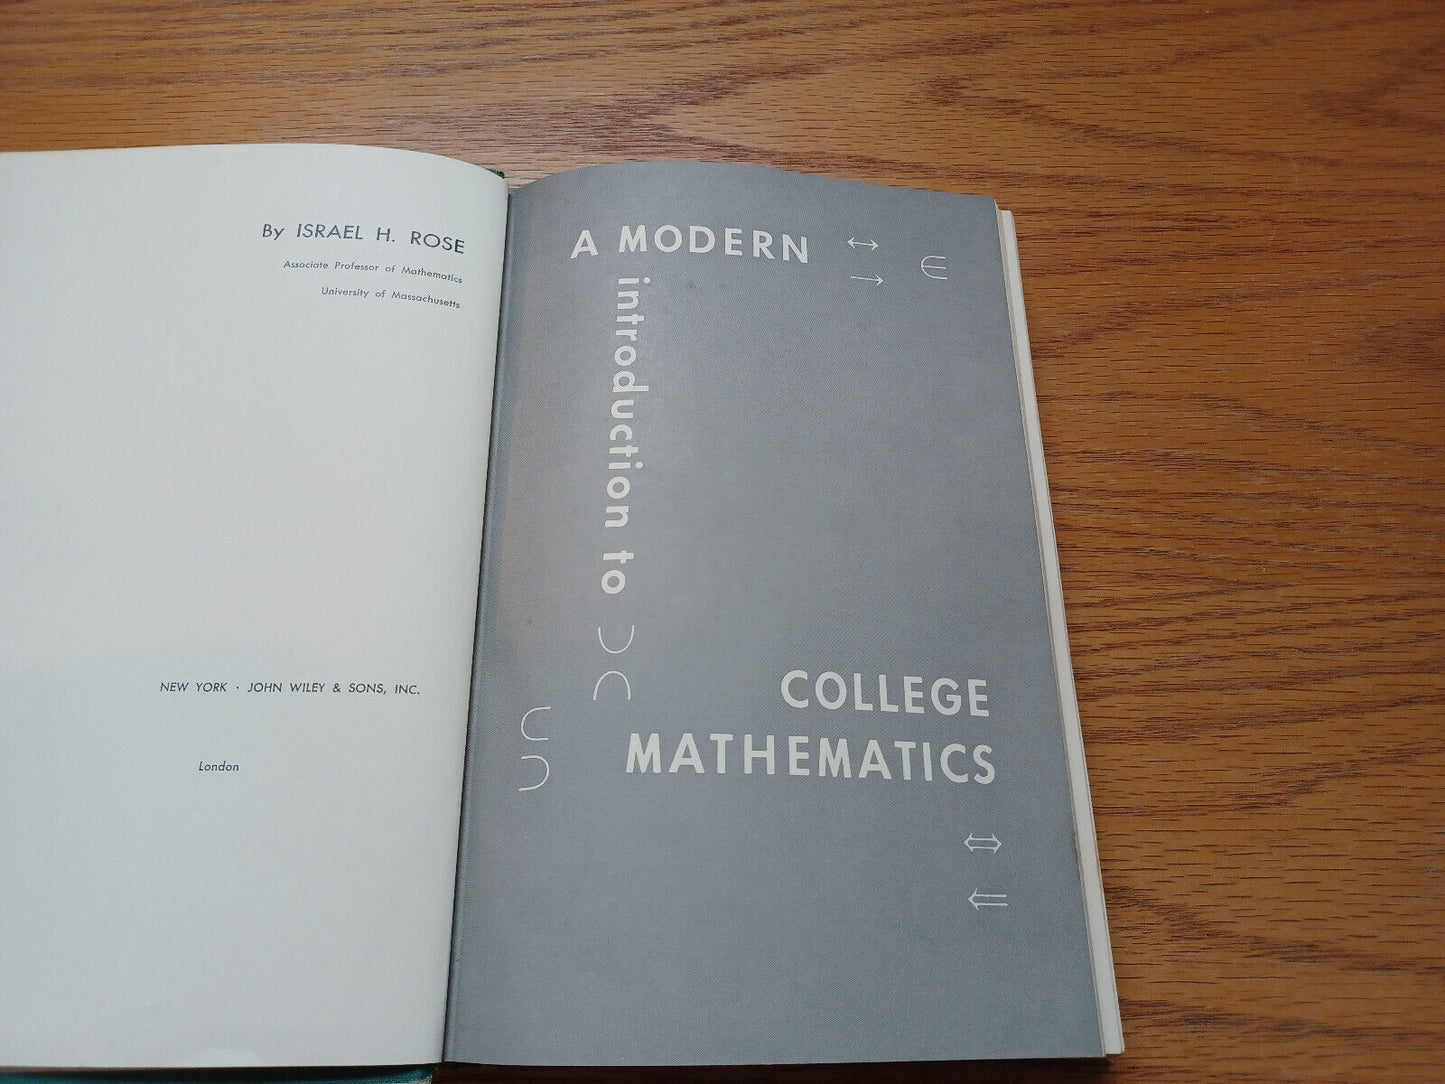 By ISRAEL H. ROSE
Associate Professor of Mathematics
University of Massachusetts
NEW YORK · JOHN WILEY & SONS, INC.
London
A MODERN ↔
→ ∈
introduction to
∪
∩
⊂
⊃
COLLEGE
MATHEMATICS
⇔
⇐